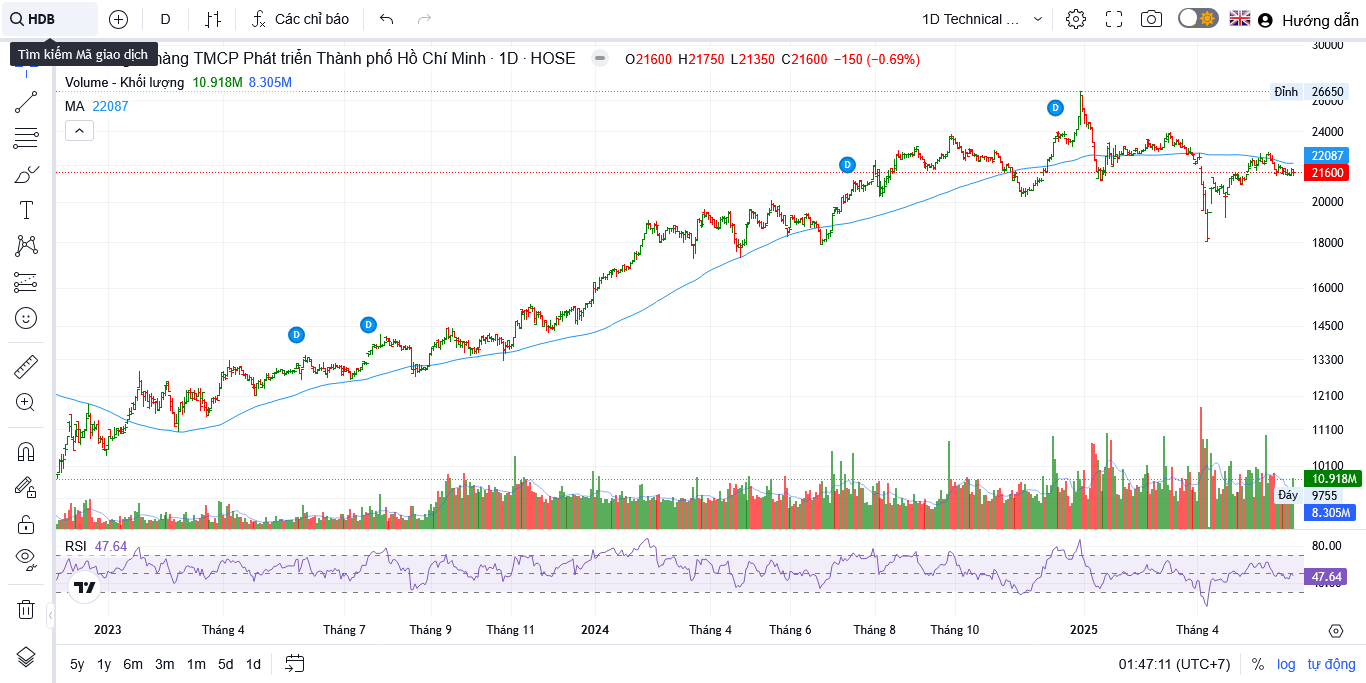 HDB
D
Các chỉ báo
1D Technical ...
Hướng dẫn
Tìm kiếm Mã giao dịch
hàng TMCP Phát triển Thành phố Hồ Chí Minh · 1D · HOSE
O21600 H21750 L21350 C21600 −150 (−0.69%)
Volume - Khối lượng 10.918M 8.305M
MA 22087
30000
Đỉnh 26650
26000
24000
22087
21600
20000
18000
16000
14500
13300
12100
11100
10100
10.918M
Đáy 9755
8.305M
D
D
D
D
RSI 47.64
80.00
47.64
2023 Tháng 4 Tháng 7 Tháng 9 Tháng 11 2024 Tháng 4 Tháng 6 Tháng 8 Tháng 10 2025 Tháng 4
5y 1y 6m 3m 1m 5d 1d
01:47:11 (UTC+7) % log tự động